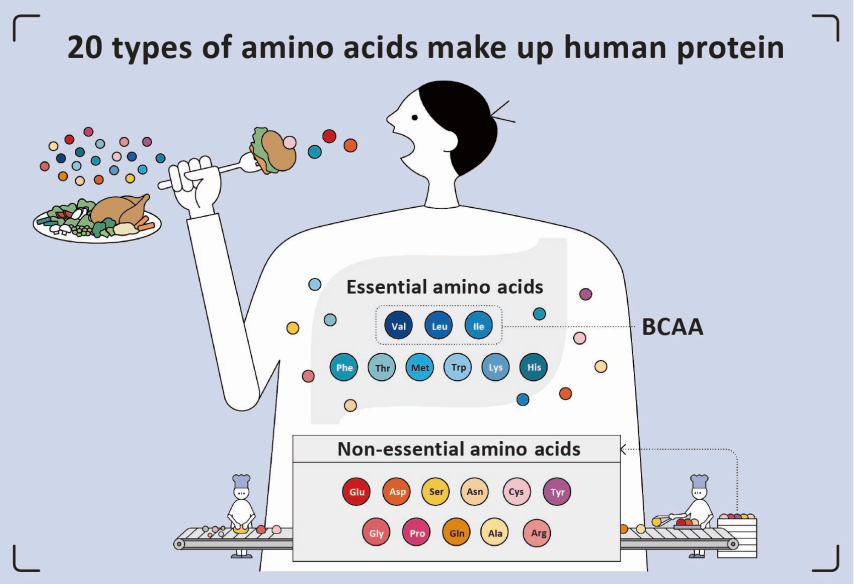 20 types of amino acids make up human protein
Essential amino acids
Val Leu Ile
BCAA
Phe Thr Met Trp Lys His
Non-essential amino acids
Glu Asp Ser Asn Cys Tyr
Gly Pro Gln Ala Arg